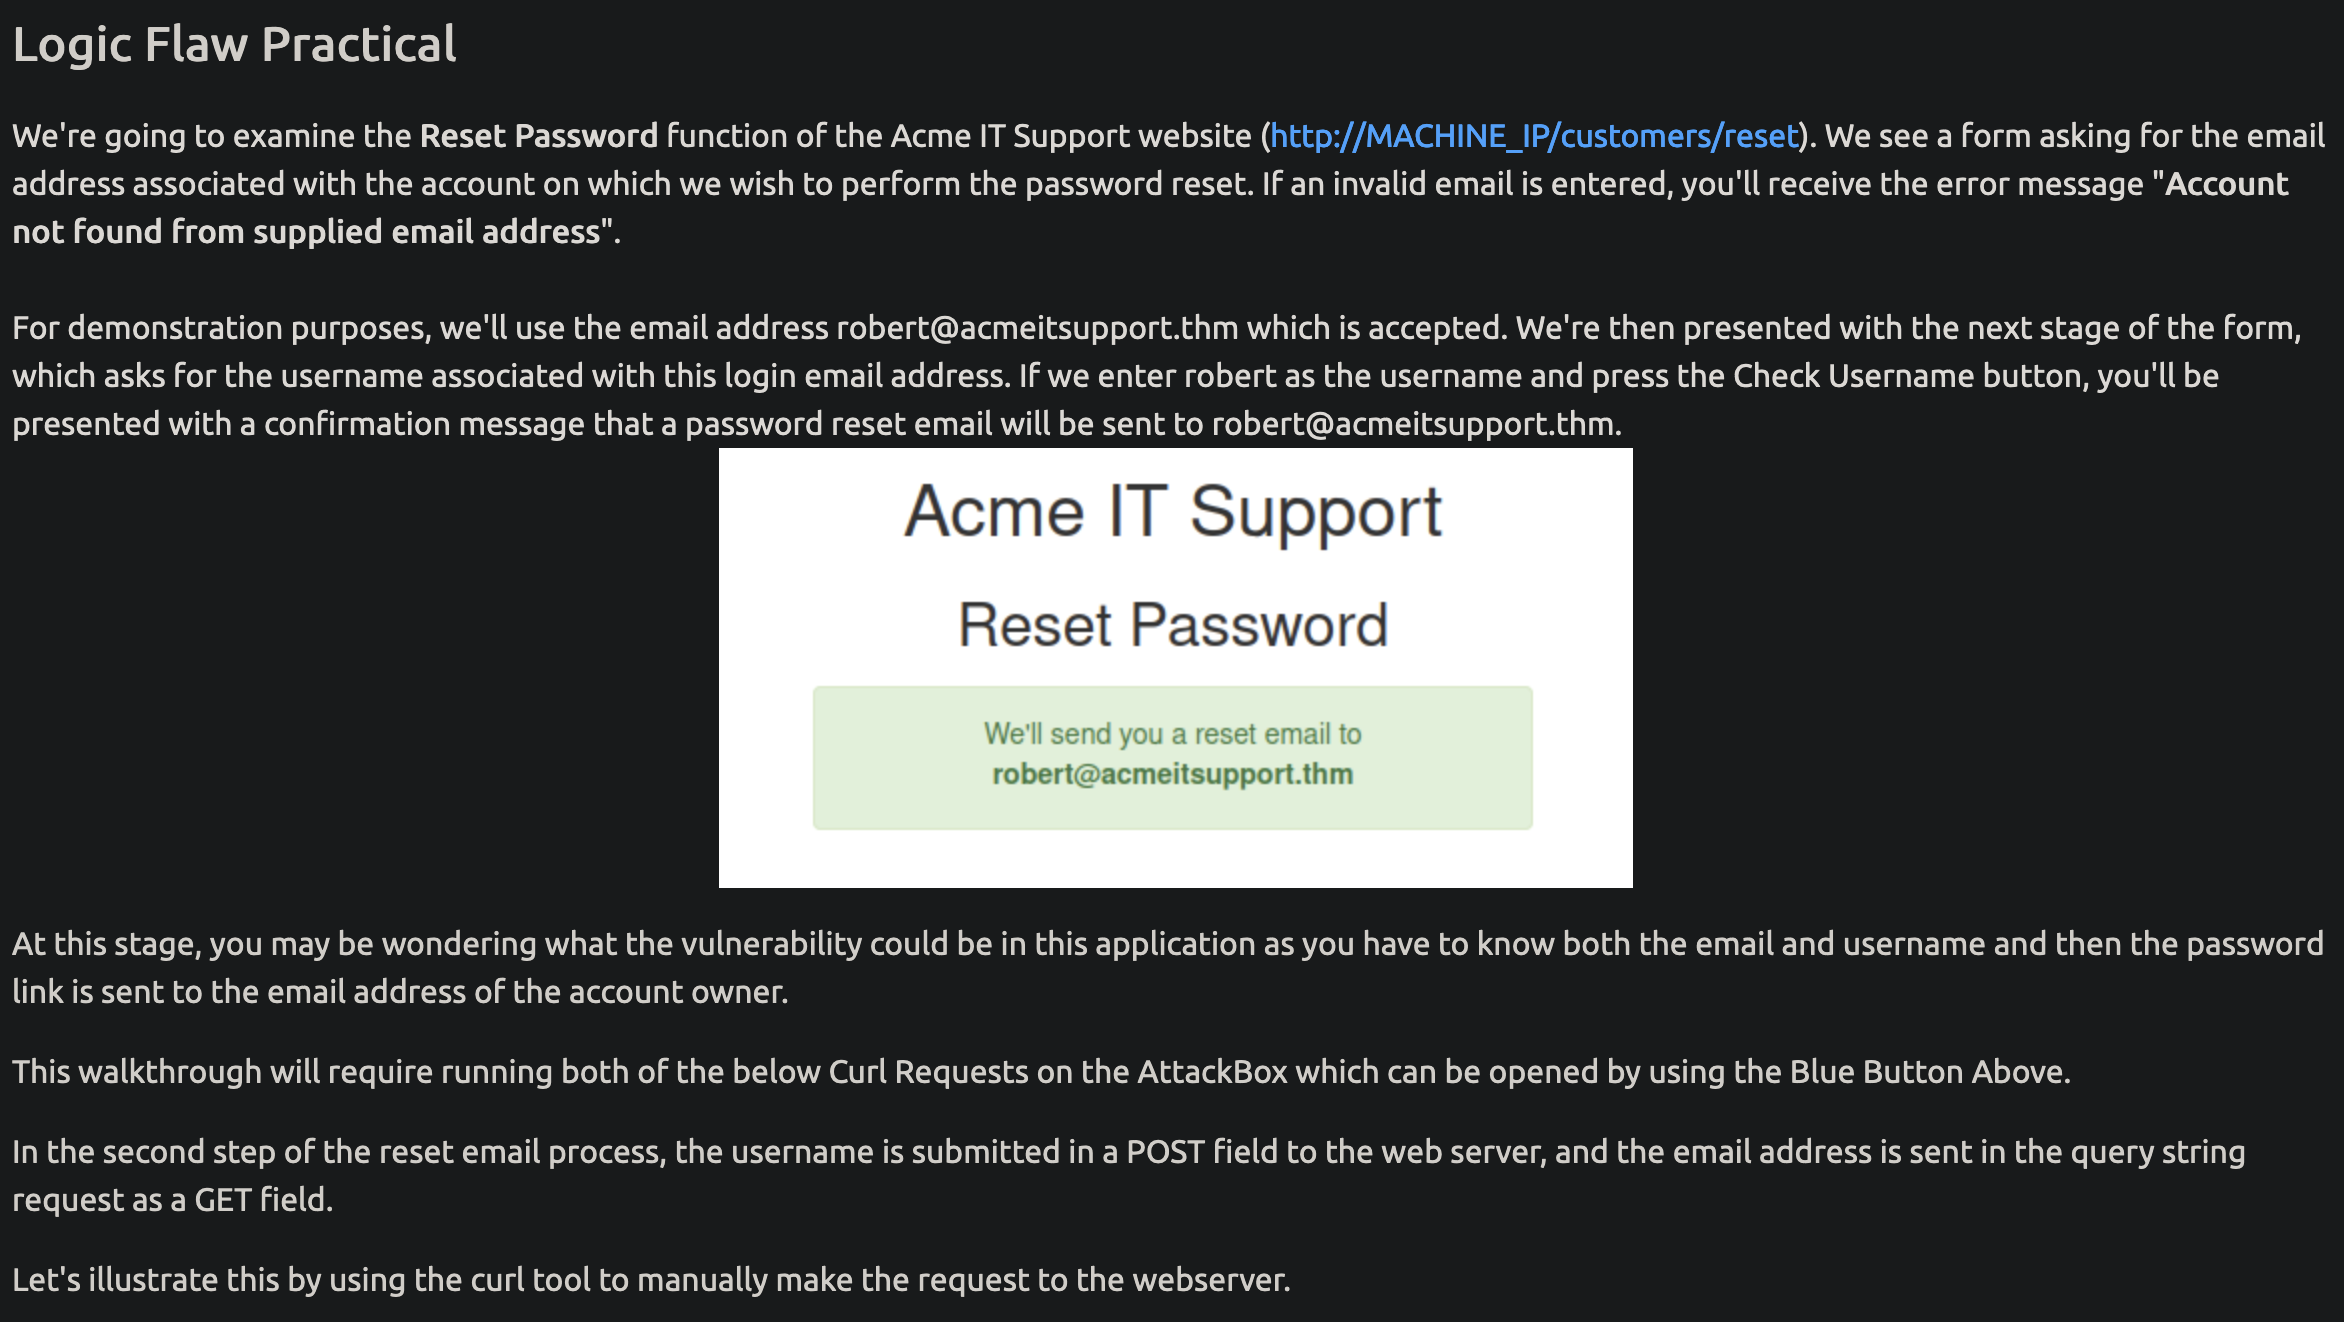 Logic Flaw Practical
We're going to examine the Reset Password function of the Acme IT Support website (http://MACHINE_IP/customers/reset). We see a form asking for the email
address associated with the account on which we wish to perform the password reset. If an invalid email is entered, you'll receive the error message "Account
not found from supplied email address".
For demonstration purposes, we'll use the email address robert@acmeitsupport.thm which is accepted. We're then presented with the next stage of the form,
which asks for the username associated with this login email address. If we enter robert as the username and press the Check Username button, you'll be
presented with a confirmation message that a password reset email will be sent to robert@acmeitsupport.thm.
Acme IT Support
Reset Password
We'll send you a reset email to
robert@acmeitsupport.thm
At this stage, you may be wondering what the vulnerability could be in this application as you have to know both the email and username and then the password
link is sent to the email address of the account owner.
This walkthrough will require running both of the below Curl Requests on the AttackBox which can be opened by using the Blue Button Above.
In the second step of the reset email process, the username is submitted in a POST field to the web server, and the email address is sent in the query string
request as a GET field.
Let's illustrate this by using the curl tool to manually make the request to the webserver.